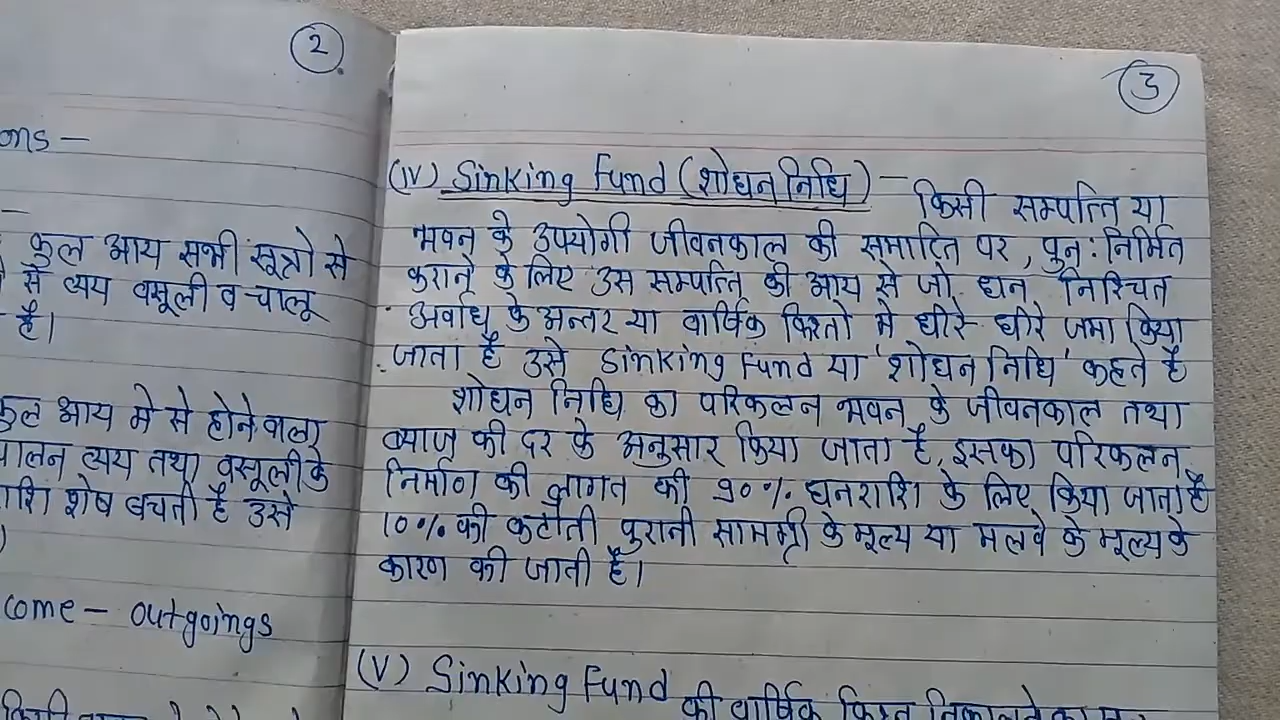 2
ons –
–
कुल आय सभी सूत्रो से
से व्यय वसूली व चालू
है।
कुल आय मे से होने वाला
पालन व्यय तथा वसूली के
राशि शेष बचती है उसे
)
come – outgoings
3
(iv) Sinking Fund (शोधन निधि) – किसी सम्पत्ति या
भवन के उपयोगी जीवनकाल की समाप्ति पर, पुन: निर्मित
कराने के लिए उस सम्पत्ति की आय से जो धन निश्चित
अवधि के अन्तर या वार्षिक किश्तो मे धीरे धीरे जमा किया
जाता है उसे Sinking Fund या 'शोधन निधि' कहते है
शोधन निधि का परिकलन भवन के जीवनकाल तथा
ब्याज की दर के अनुसार किया जाता है, इसका परिकलन
निर्माण की लागत की 90% धनराशि के लिए किया जाता है
10% की कटौती पुरानी सामग्री के मूल्य या मलवे के मूल्य के
कारण की जाती है।
(V) Sinking Fund की वार्षिक किश्त